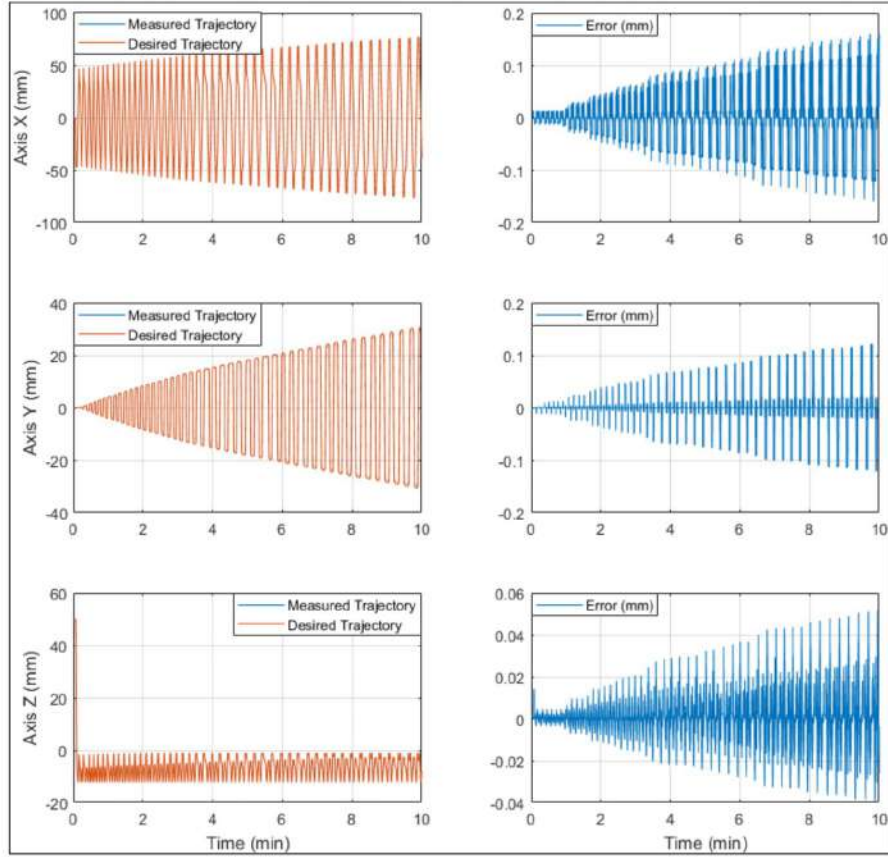 Measured Trajectory
Desired Trajectory
Axis X (mm)
100
50
0
-50
-100
0 2 4 6 8 10
Error (mm)
0.2
0.1
0
-0.1
-0.2
0 2 4 6 8 10
Measured Trajectory
Desired Trajectory
Axis Y (mm)
40
20
0
-20
-40
0 2 4 6 8 10
Error (mm)
0.2
0.1
0
-0.1
-0.2
0 2 4 6 8 10
Measured Trajectory
Desired Trajectory
Axis Z (mm)
60
40
20
0
-20
0 2 4 6 8 10
Time (min)
Error (mm)
0.06
0.04
0.02
0
-0.02
-0.04
0 2 4 6 8 10
Time (min)